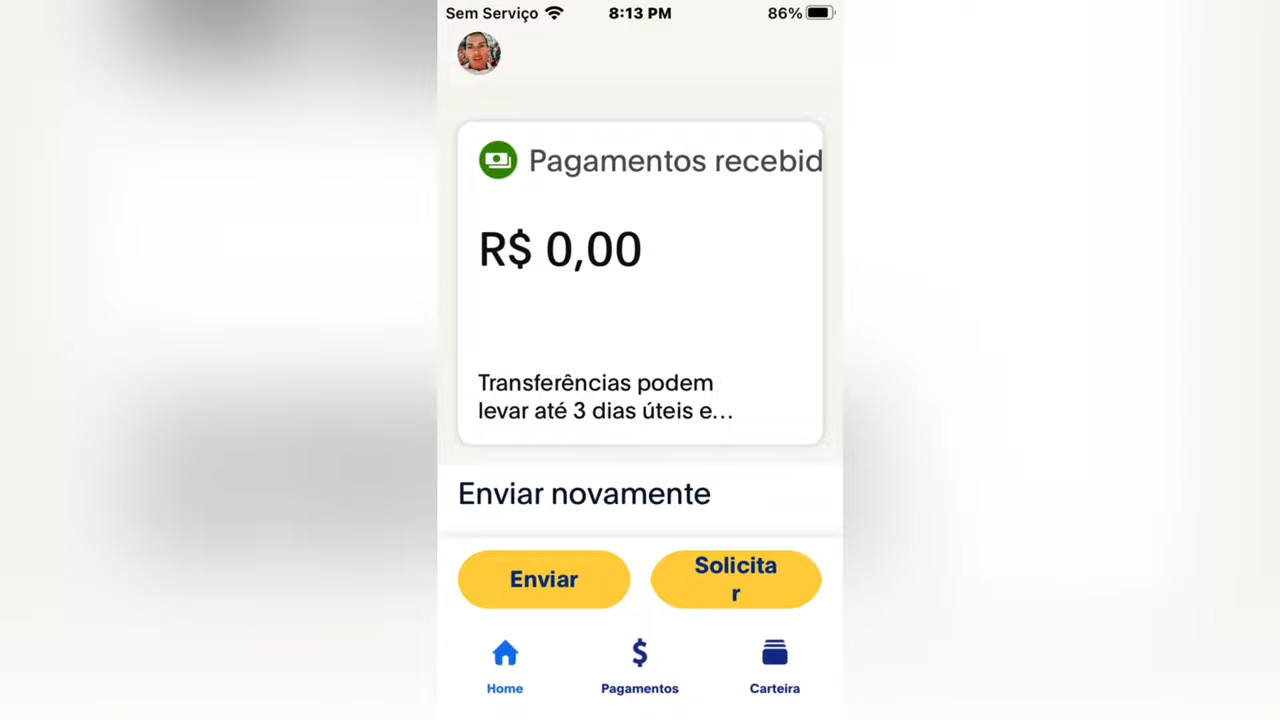 Sem Serviço 8:13 PM 86%
Pagamentos recebid
R$ 0,00
Transferências podem
levar até 3 dias úteis e...
Enviar novamente
Enviar
Solicita
r
Home Pagamentos Carteira